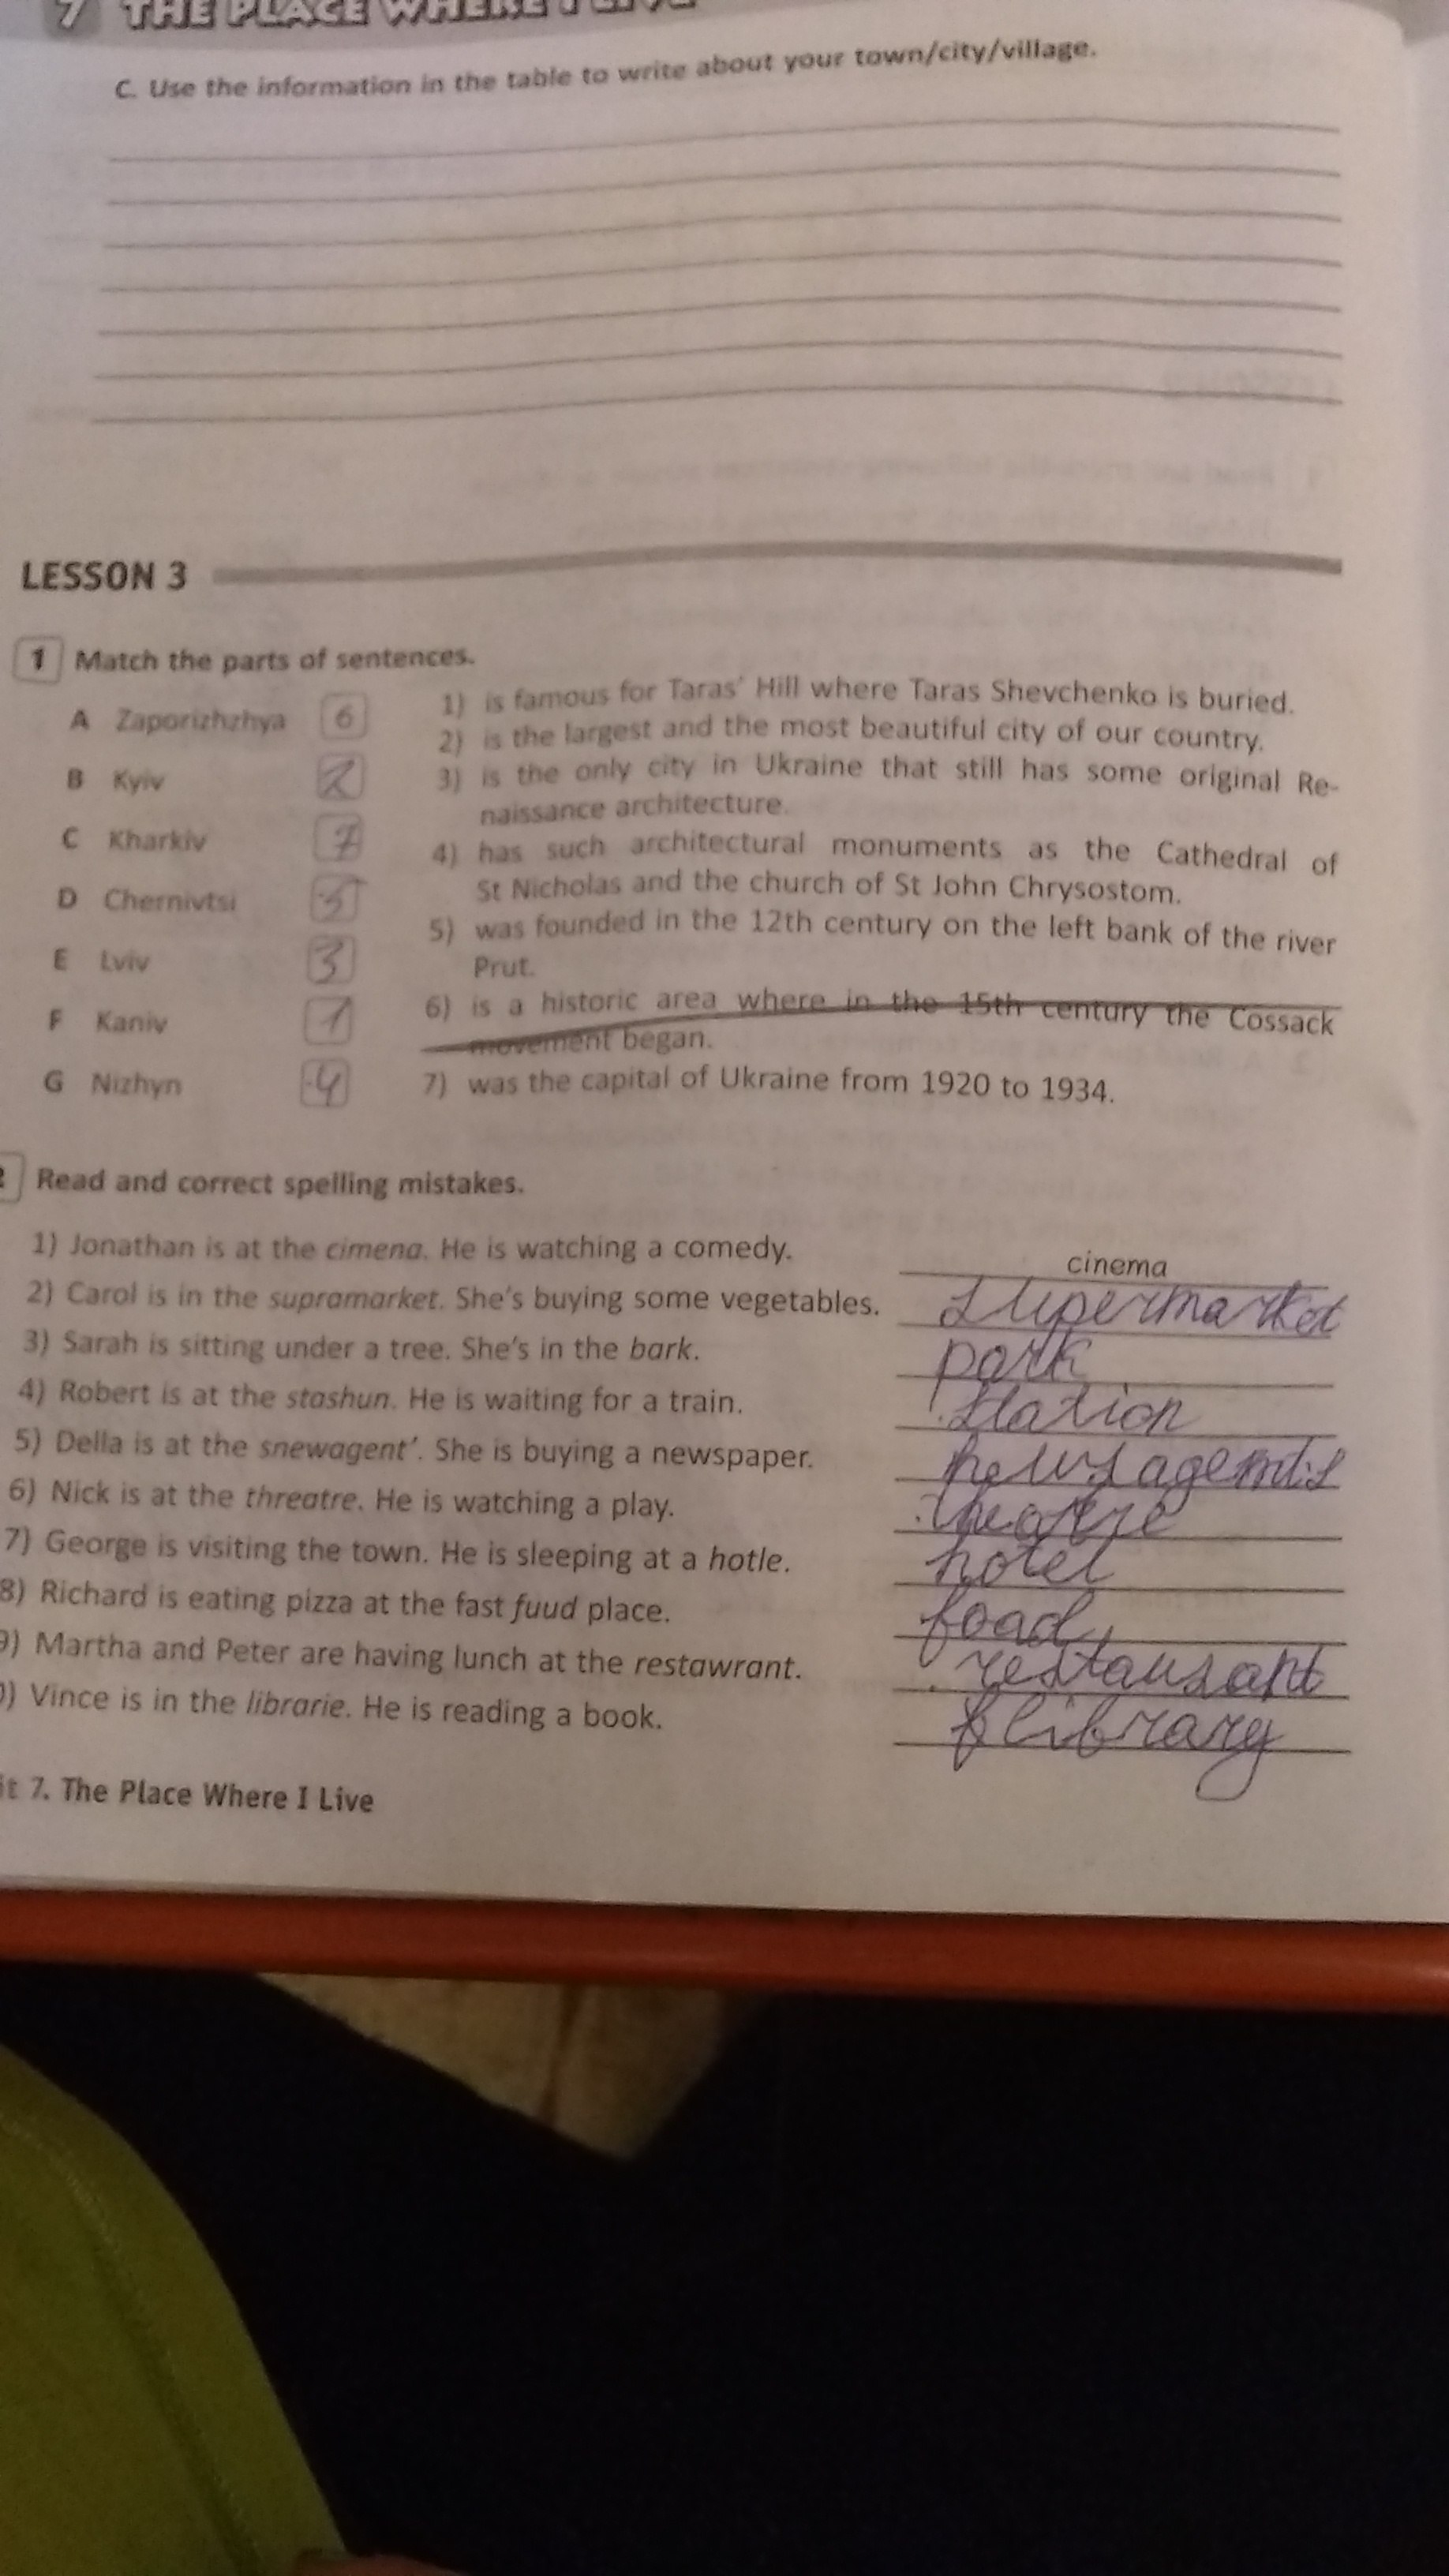 7 THE PLACE WHERE I LIVE
C. Use the information in the table to write about your town/city/village.
LESSON 3
1 Match the parts of sentences.
A Zaporizhzhya 6
B Kyiv 2
C Kharkiv 7
D Chernivtsi 5
E Lviv 3
F Kaniv 1
G Nizhyn 4
1) is famous for Taras' Hill where Taras Shevchenko is buried.
2) is the largest and the most beautiful city of our country.
3) is the only city in Ukraine that still has some original Re-
naissance architecture.
4) has such architectural monuments as the Cathedral of
St Nicholas and the church of St John Chrysostom.
5) was founded in the 12th century on the left bank of the river
Prut.
6) is a historic area where in the 15th century the Cossack
movement began.
7) was the capital of Ukraine from 1920 to 1934.
Read and correct spelling mistakes.
1) Jonathan is at the cimena. He is watching a comedy. cinema
2) Carol is in the supramarket. She's buying some vegetables. Supermarket
3) Sarah is sitting under a tree. She's in the bark. park
4) Robert is at the stashun. He is waiting for a train. station
5) Della is at the snewagent'. She is buying a newspaper.
6) Nick is at the threatre. He is watching a play. theatre
7) George is visiting the town. He is sleeping at a hotle. hotel
8) Richard is eating pizza at the fast fuud place. food
9) Martha and Peter are having lunch at the restawrant. restaurant
0) Vince is in the librarie. He is reading a book. library
it 7. The Place Where I Live